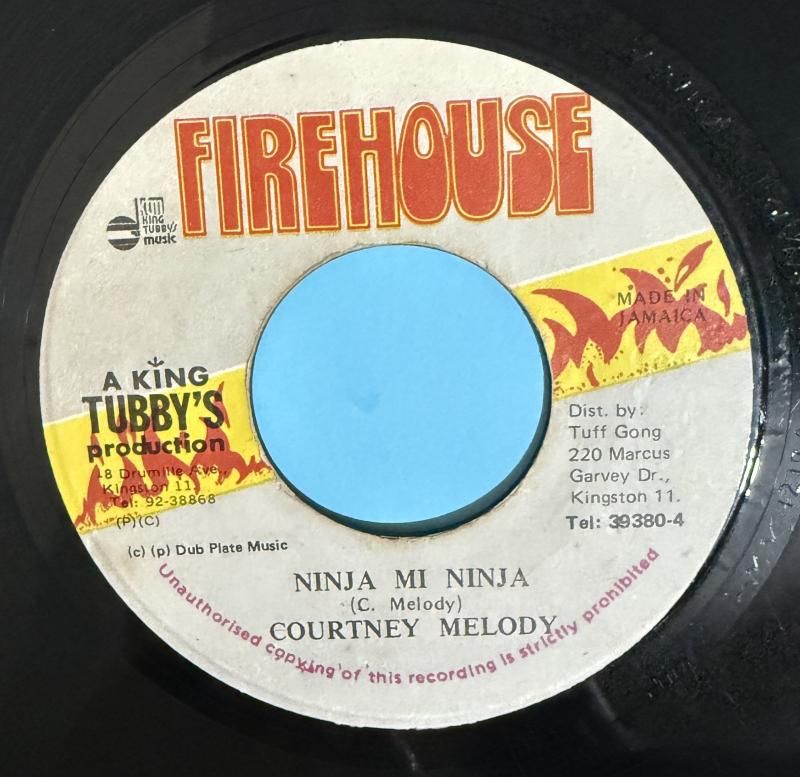 FIREHOUSE
KING
TUBBY'S
music
MADE IN
JAMAICA
A KING
TUBBY'S
production
18 Drumille Ave.,
Kingston 11.
Tel: 92-38868
(P)(C)
Dist. by:
Tuff Gong
220 Marcus
Garvey Dr.,
Kingston 11.
Tel: 39380-4
(c) (p) Dub Plate Music
NINJA MI NINJA
(C. Melody)
COURTNEY MELODY
Unauthorised copying of this recording is strictly prohibited